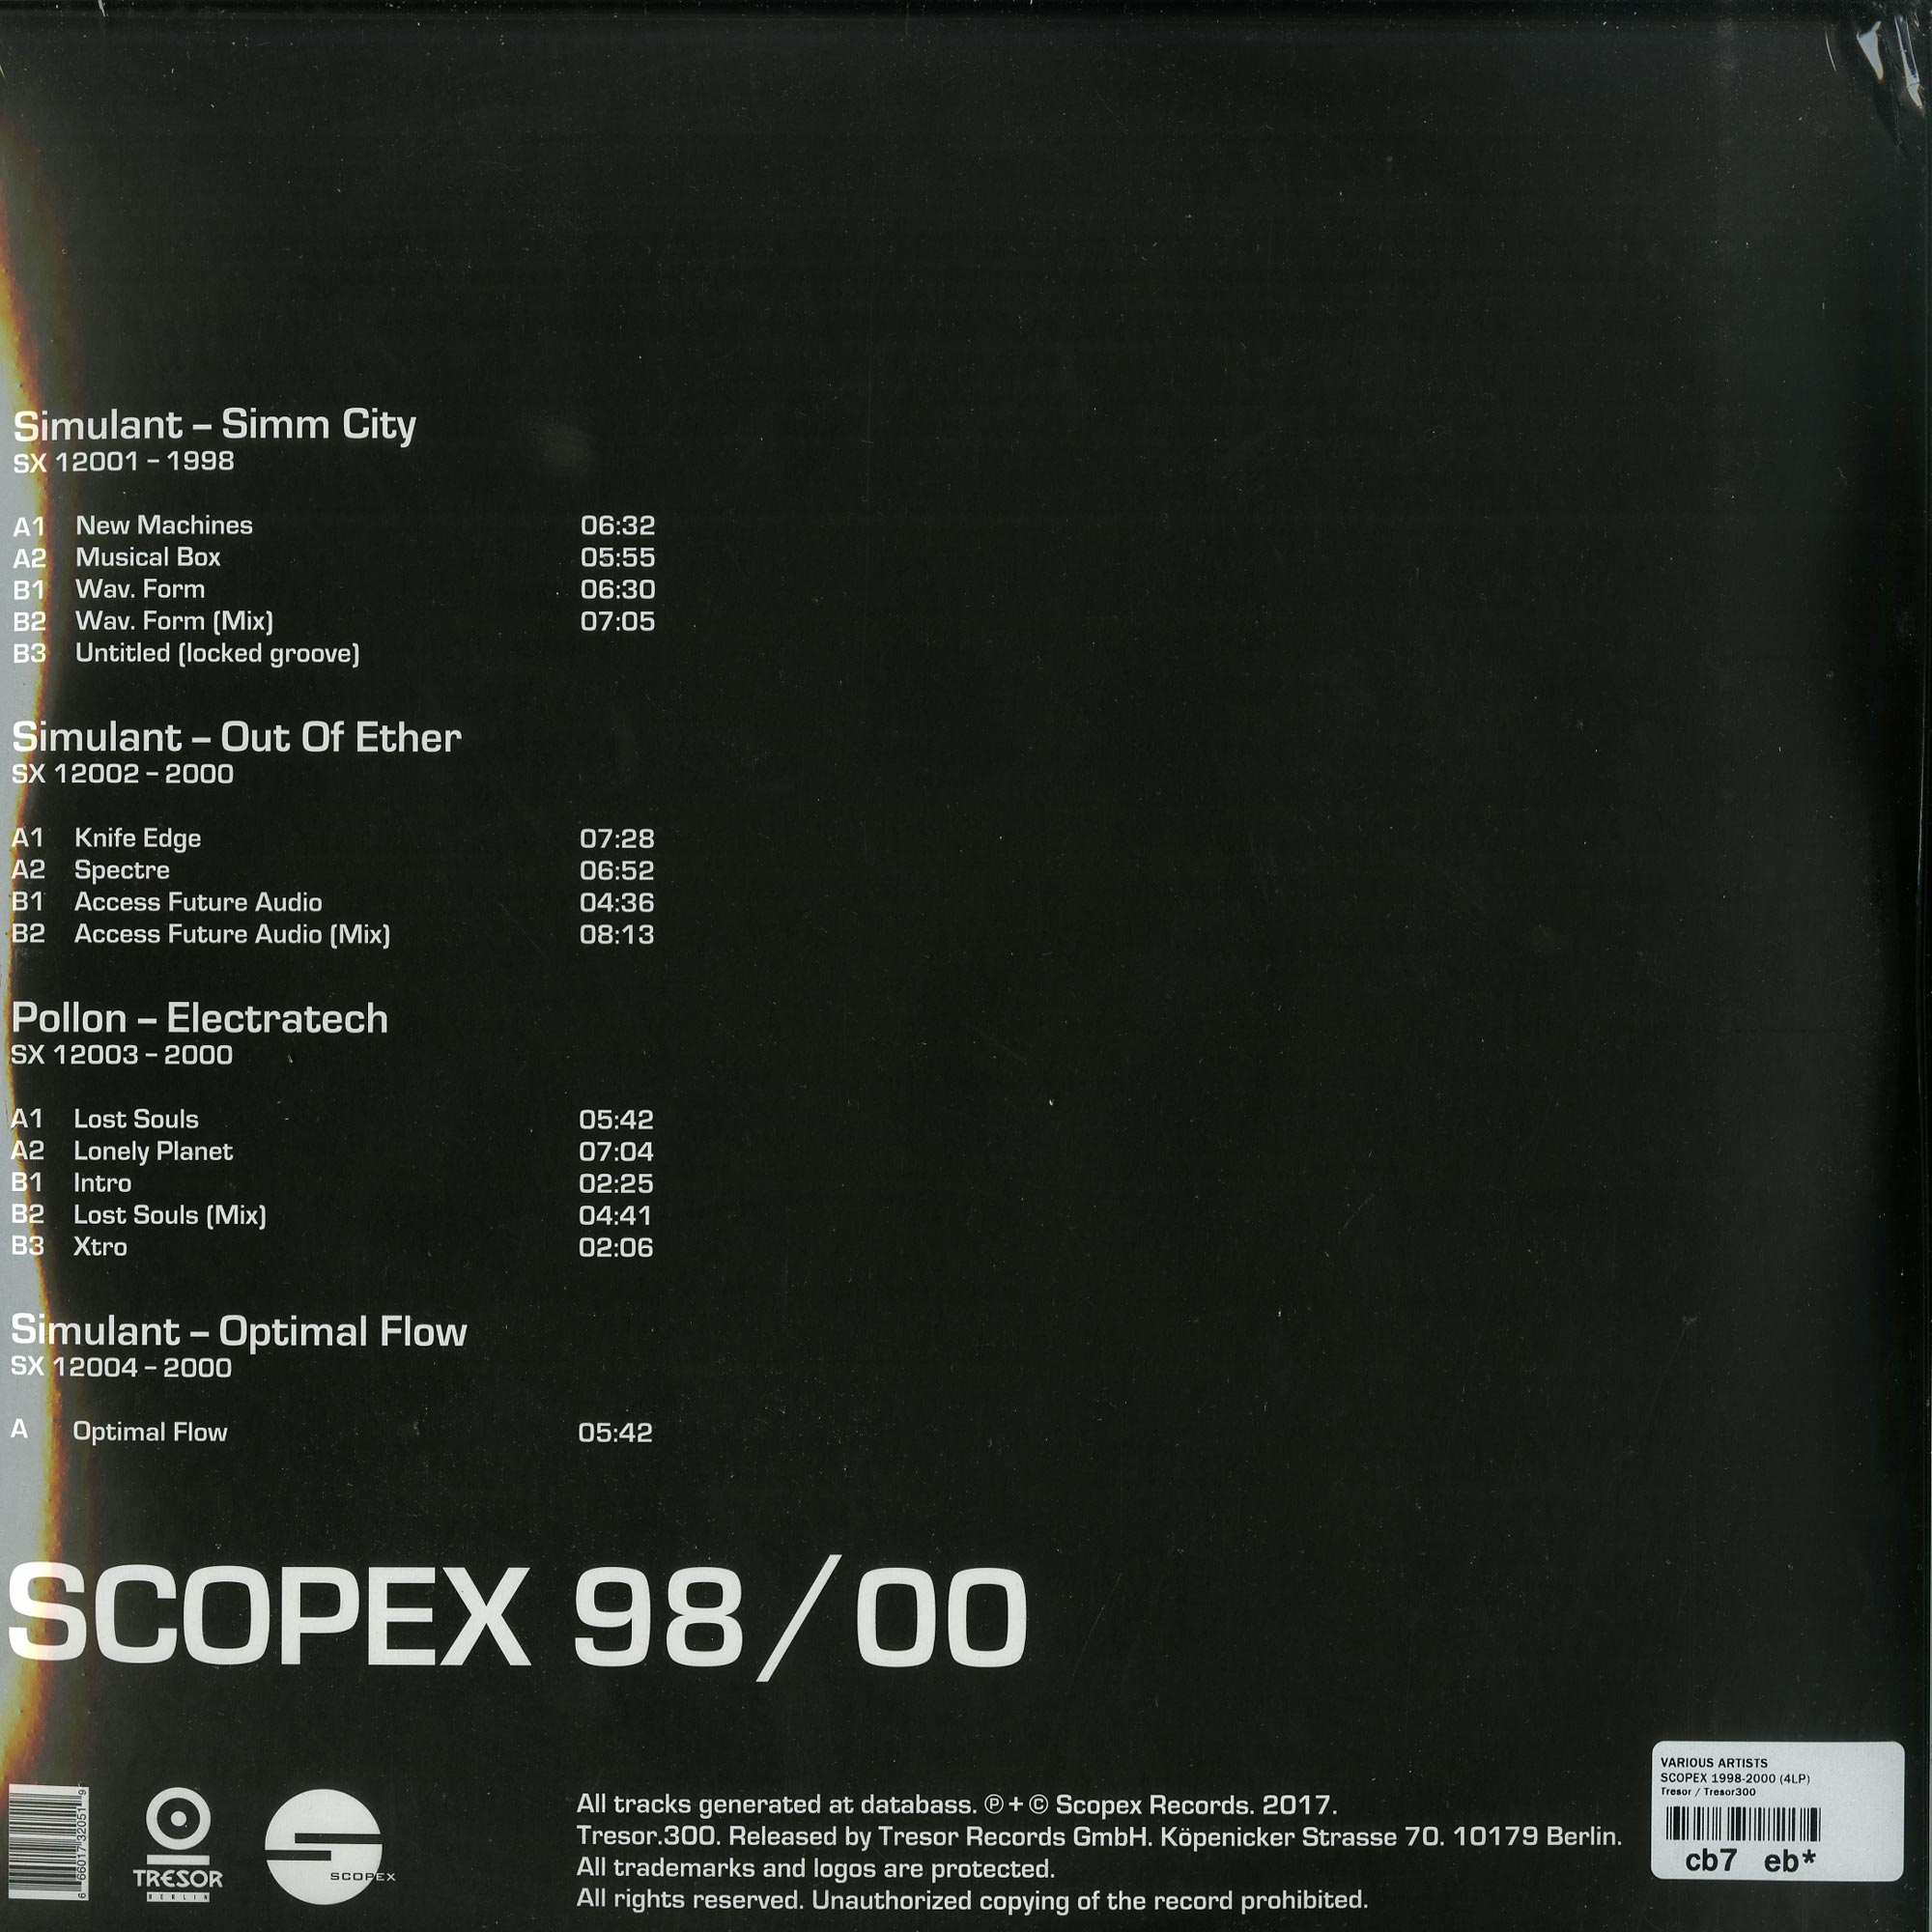 Simulant – Simm City
SX 12001 – 1998
A1 New Machines 06:32
A2 Musical Box 05:55
B1 Wav. Form 06:30
B2 Wav. Form (Mix) 07:05
B3 Untitled (locked groove)
Simulant – Out Of Ether
SX 12002 – 2000
A1 Knife Edge 07:28
A2 Spectre 06:52
B1 Access Future Audio 04:36
B2 Access Future Audio (Mix) 08:13
Pollon – Electratech
SX 12003 – 2000
A1 Lost Souls 05:42
A2 Lonely Planet 07:04
B1 Intro 02:25
B2 Lost Souls (Mix) 04:41
B3 Xtro 02:06
Simulant – Optimal Flow
SX 12004 – 2000
A Optimal Flow 05:42
SCOPEX 98/00
6 66017 32051 9
TRESOR
BERLIN
SCOPEX
All tracks generated at databass. ℗ + © Scopex Records. 2017.
Tresor.300. Released by Tresor Records GmbH. Köpenicker Strasse 70. 10179 Berlin.
All trademarks and logos are protected.
All rights reserved. Unauthorized copying of the record prohibited.
VARIOUS ARTISTS
SCOPEX 1998-2000 (4LP)
Tresor / Tresor300
cb7 eb*